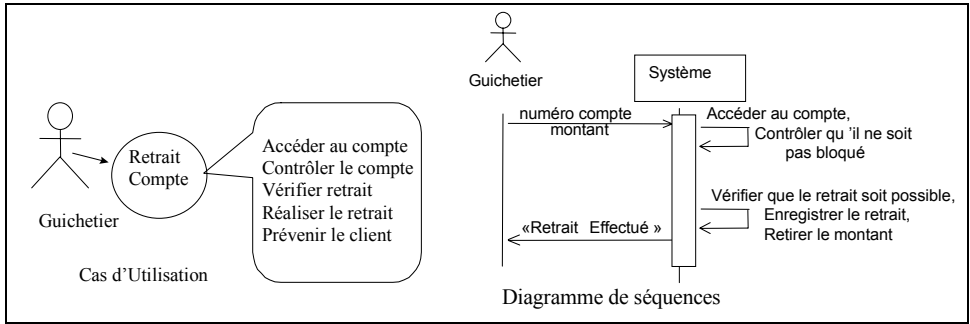 Guichetier
Retrait
Compte
Accéder au compte
Contrôler le compte
Vérifier retrait
Réaliser le retrait
Prévenir le client
Cas d'Utilisation
Guichetier
Système
numéro compte
montant
Accéder au compte,
Contrôler qu 'il ne soit
pas bloqué
Vérifier que le retrait soit possible,
Enregistrer le retrait,
Retirer le montant
«Retrait Effectué »
Diagramme de séquences